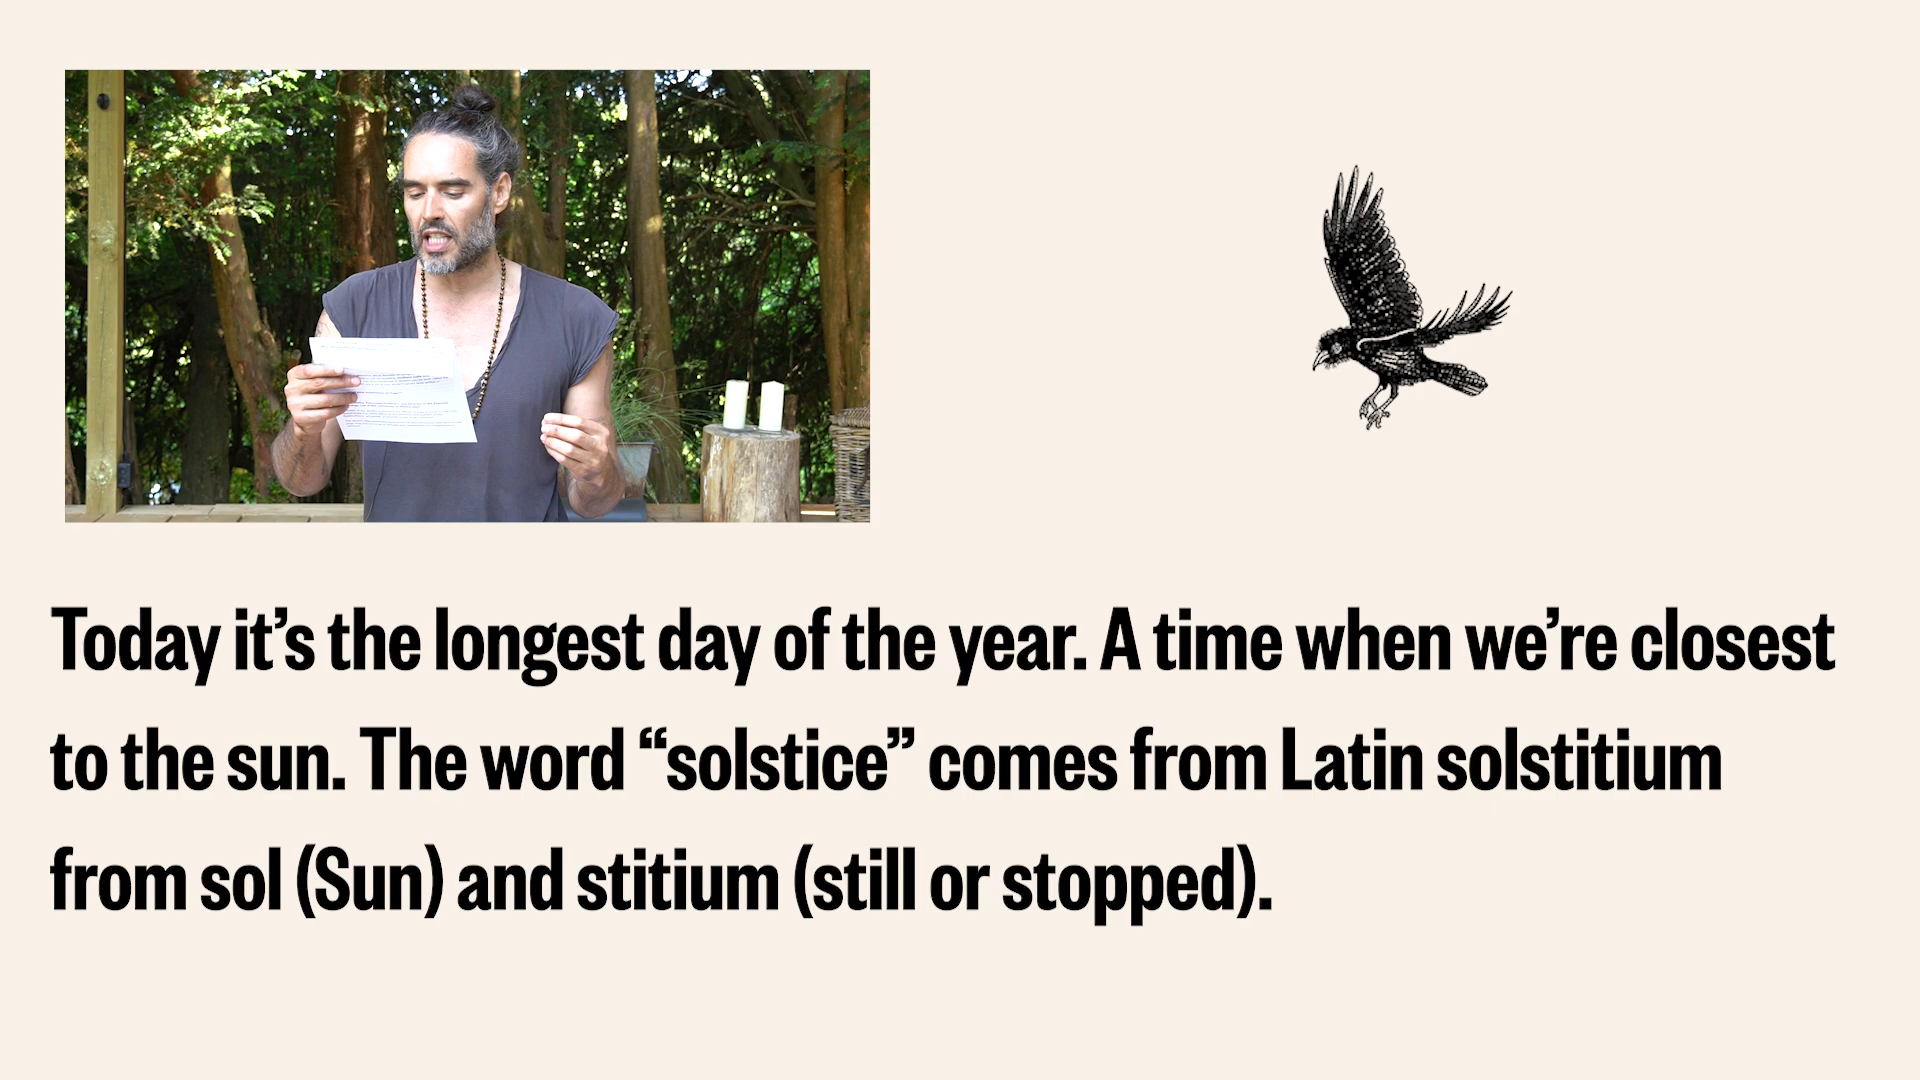 Today it’s the longest day of the year. A time when we’re closest
to the sun. The word “solstice” comes from Latin solstitium
from sol (Sun) and stitium (still or stopped).